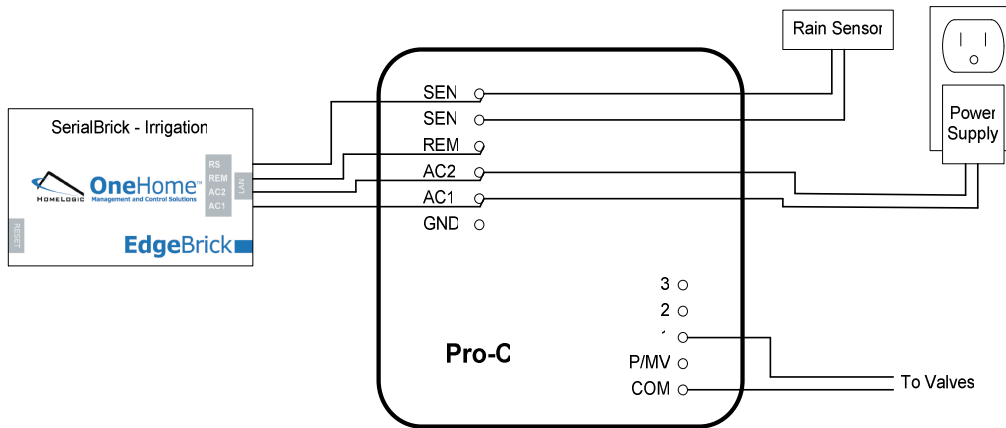 Rain Sensor
SEN
SEN
REM
AC2
AC1
GND
SerialBrick - Irrigation
RS
REM
AC2
AC1
LAN
HOMELOGIC
OneHome™
Management and Control Solutions
RESET
EdgeBrick
Power
Supply
3
2
Pro-C
P/MV
COM
To Valves